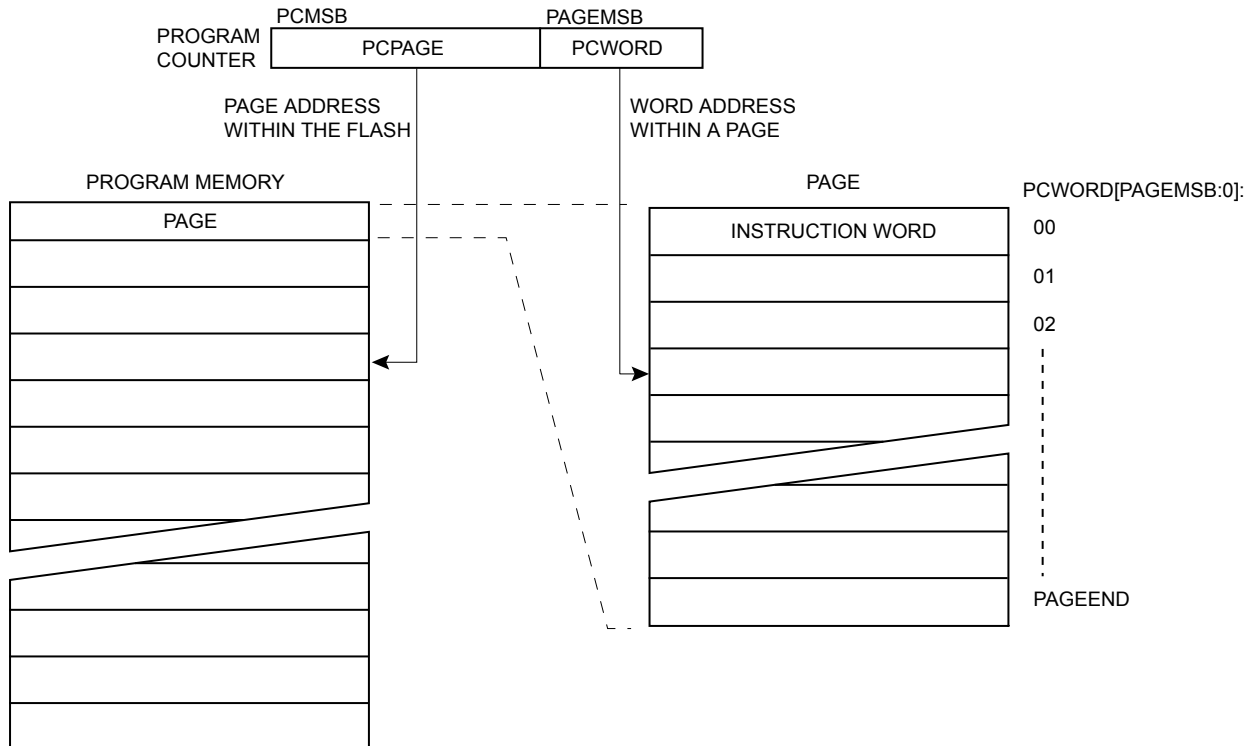 PCMSB
PAGEMSB
PROGRAM
COUNTER
PCPAGE
PCWORD
PAGE ADDRESS
WITHIN THE FLASH
WORD ADDRESS
WITHIN A PAGE
PROGRAM MEMORY
PAGE
PAGE
INSTRUCTION WORD
PCWORD[PAGEMSB:0]:
00
01
02
PAGEEND